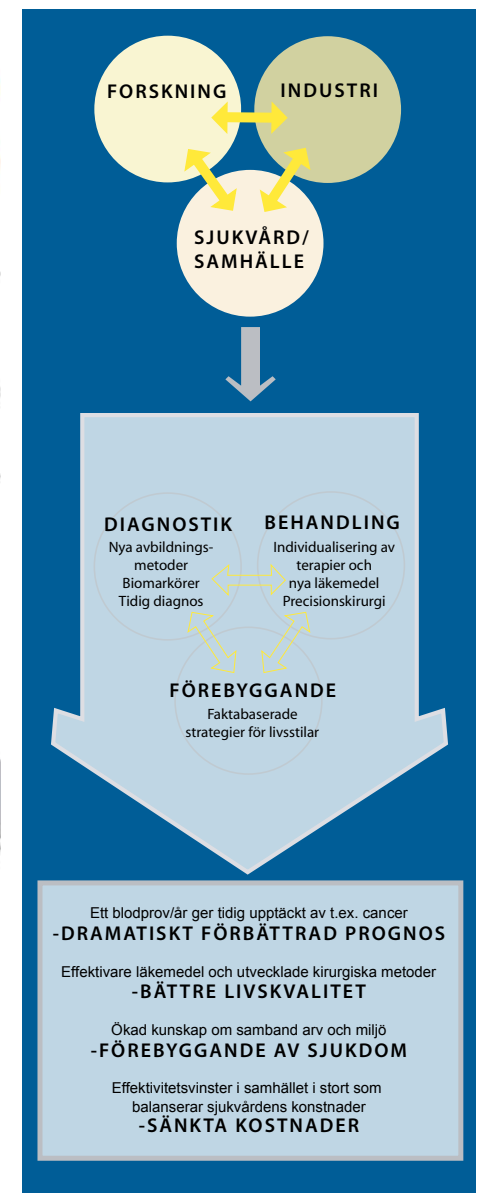 FORSKNING
INDUSTRI
SJUKVÅRD/
SAMHÄLLE
DIAGNOSTIK
Nya avbildnings-
metoder
Biomarkörer
Tidig diagnos
BEHANDLING
Individualisering av
terapier och
nya läkemedel
Precisionskirurgi
FÖREBYGGANDE
Faktabaserade
strategier för livsstilar
Ett blodprov/år ger tidig upptäckt av t.ex. cancer
-DRAMATISKT FÖRBÄTTRAD PROGNOS
Effektivare läkemedel och utvecklade kirurgiska metoder
-BÄTTRE LIVSKVALITET
Ökad kunskap om samband arv och miljö
-FÖREBYGGANDE AV SJUKDOM
Effektivitetsvinster i samhället i stort som
balanserar sjukvårdens konstnader
-SÄNKTA KOSTNADER